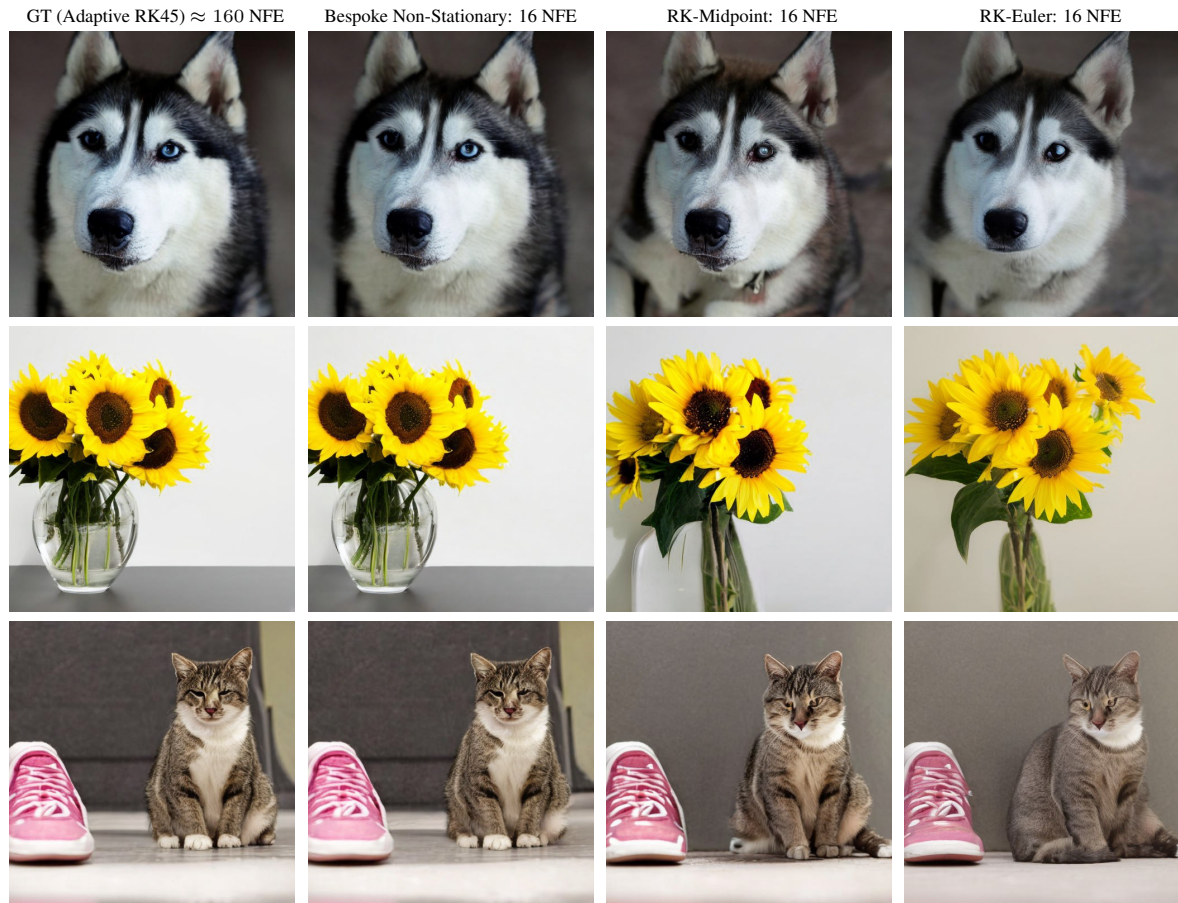 GT (Adaptive RK45) ≈ 160 NFE
Bespoke Non-Stationary: 16 NFE
RK-Midpoint: 16 NFE
RK-Euler: 16 NFE